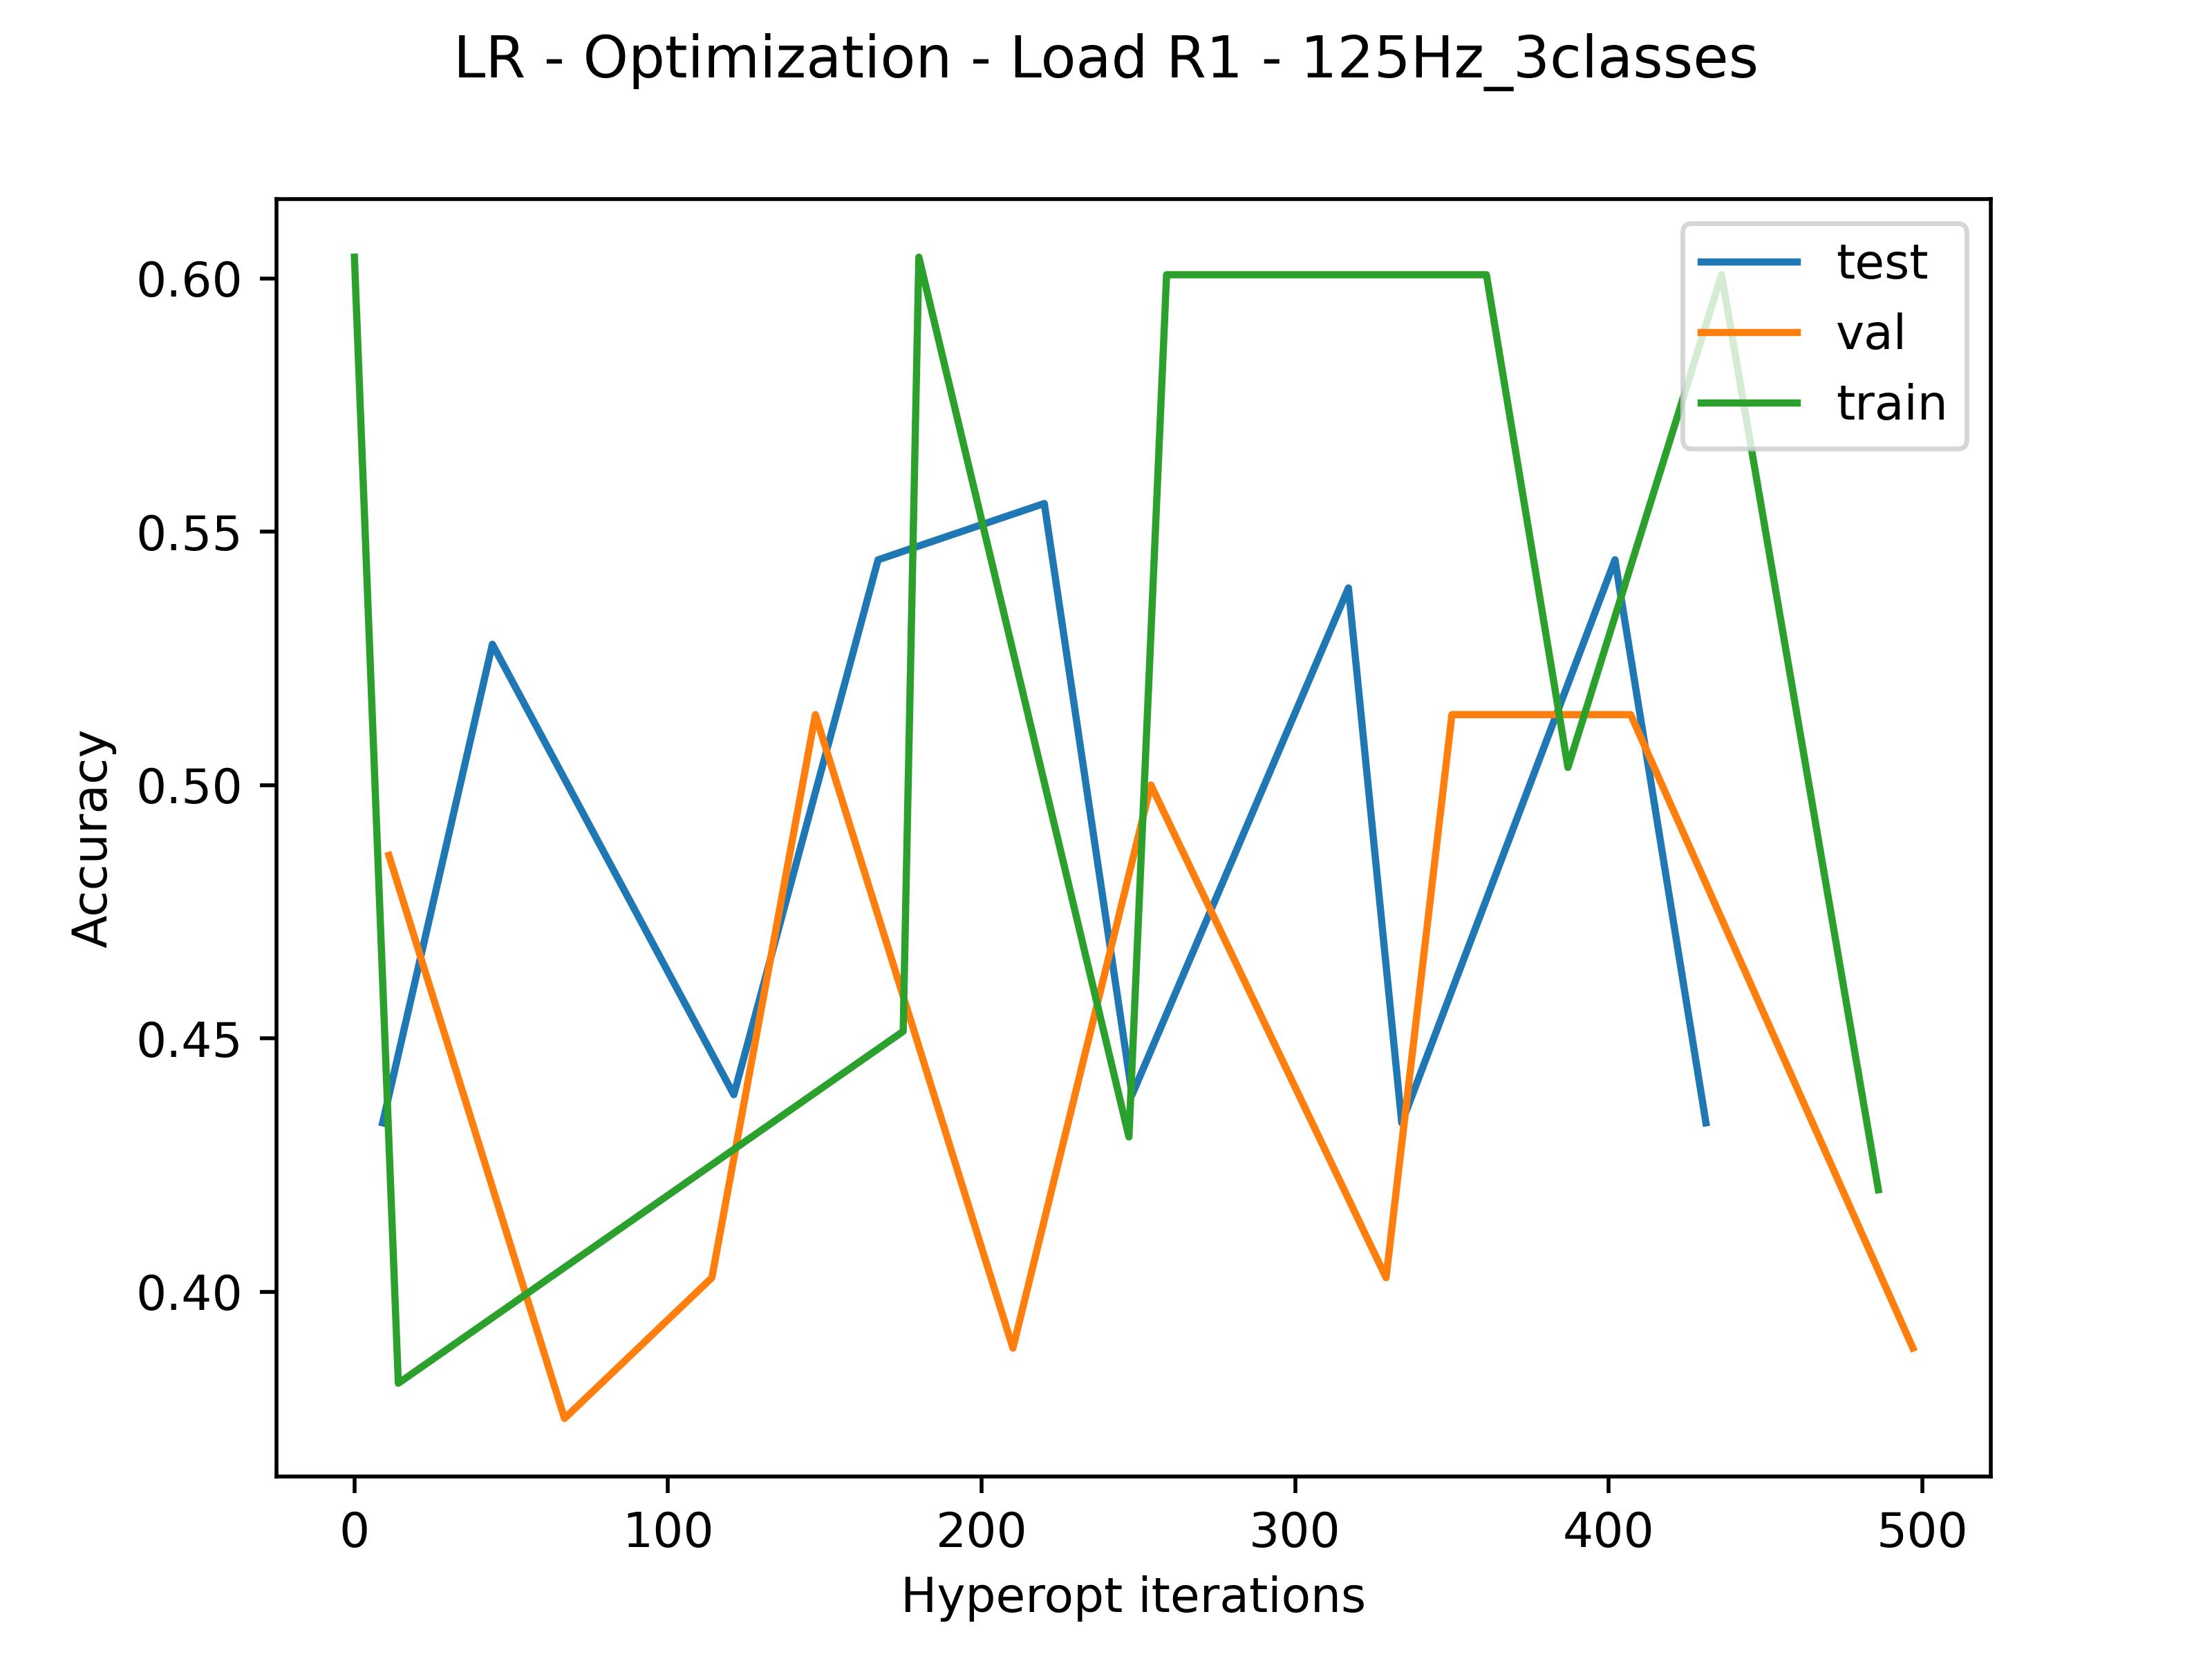 LR - Optimization - Load R1 - 125Hz_3classes
test
val
train
0.60
0.55
0.50
0.45
0.40
Accuracy
0 100 200 300 400 500
Hyperopt iterations